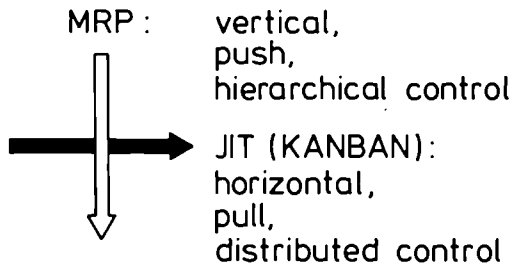 MRP : vertical,
push,
hierarchical control
JIT (KANBAN) :
horizontal,
pull,
distributed control